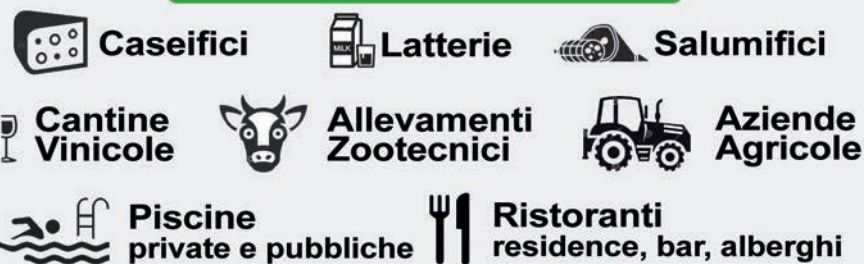 Caseifici
MILK
Latterie
Salumifici
Cantine
Vinicole
Allevamenti
Zootecnici
Aziende
Agricole
Piscine
private e pubbliche
Ristoranti
residence, bar, alberghi